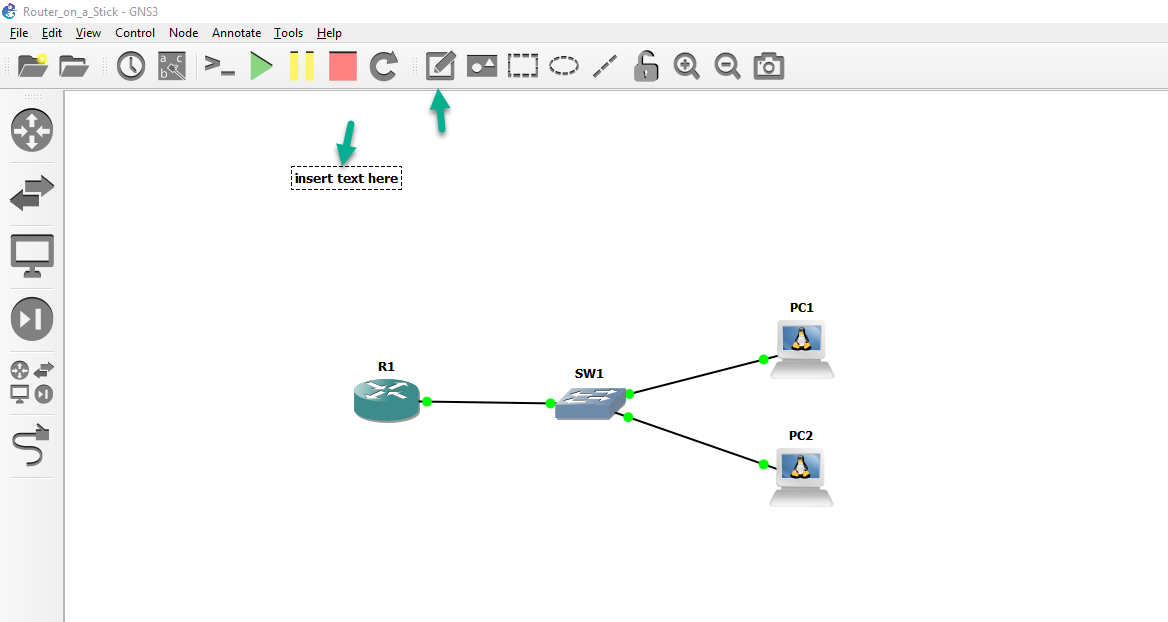 Router_on_a_Stick - GNS3
File Edit View Control Node Annotate Tools Help
a c
b
insert text here
PC1
R1
SW1
PC2